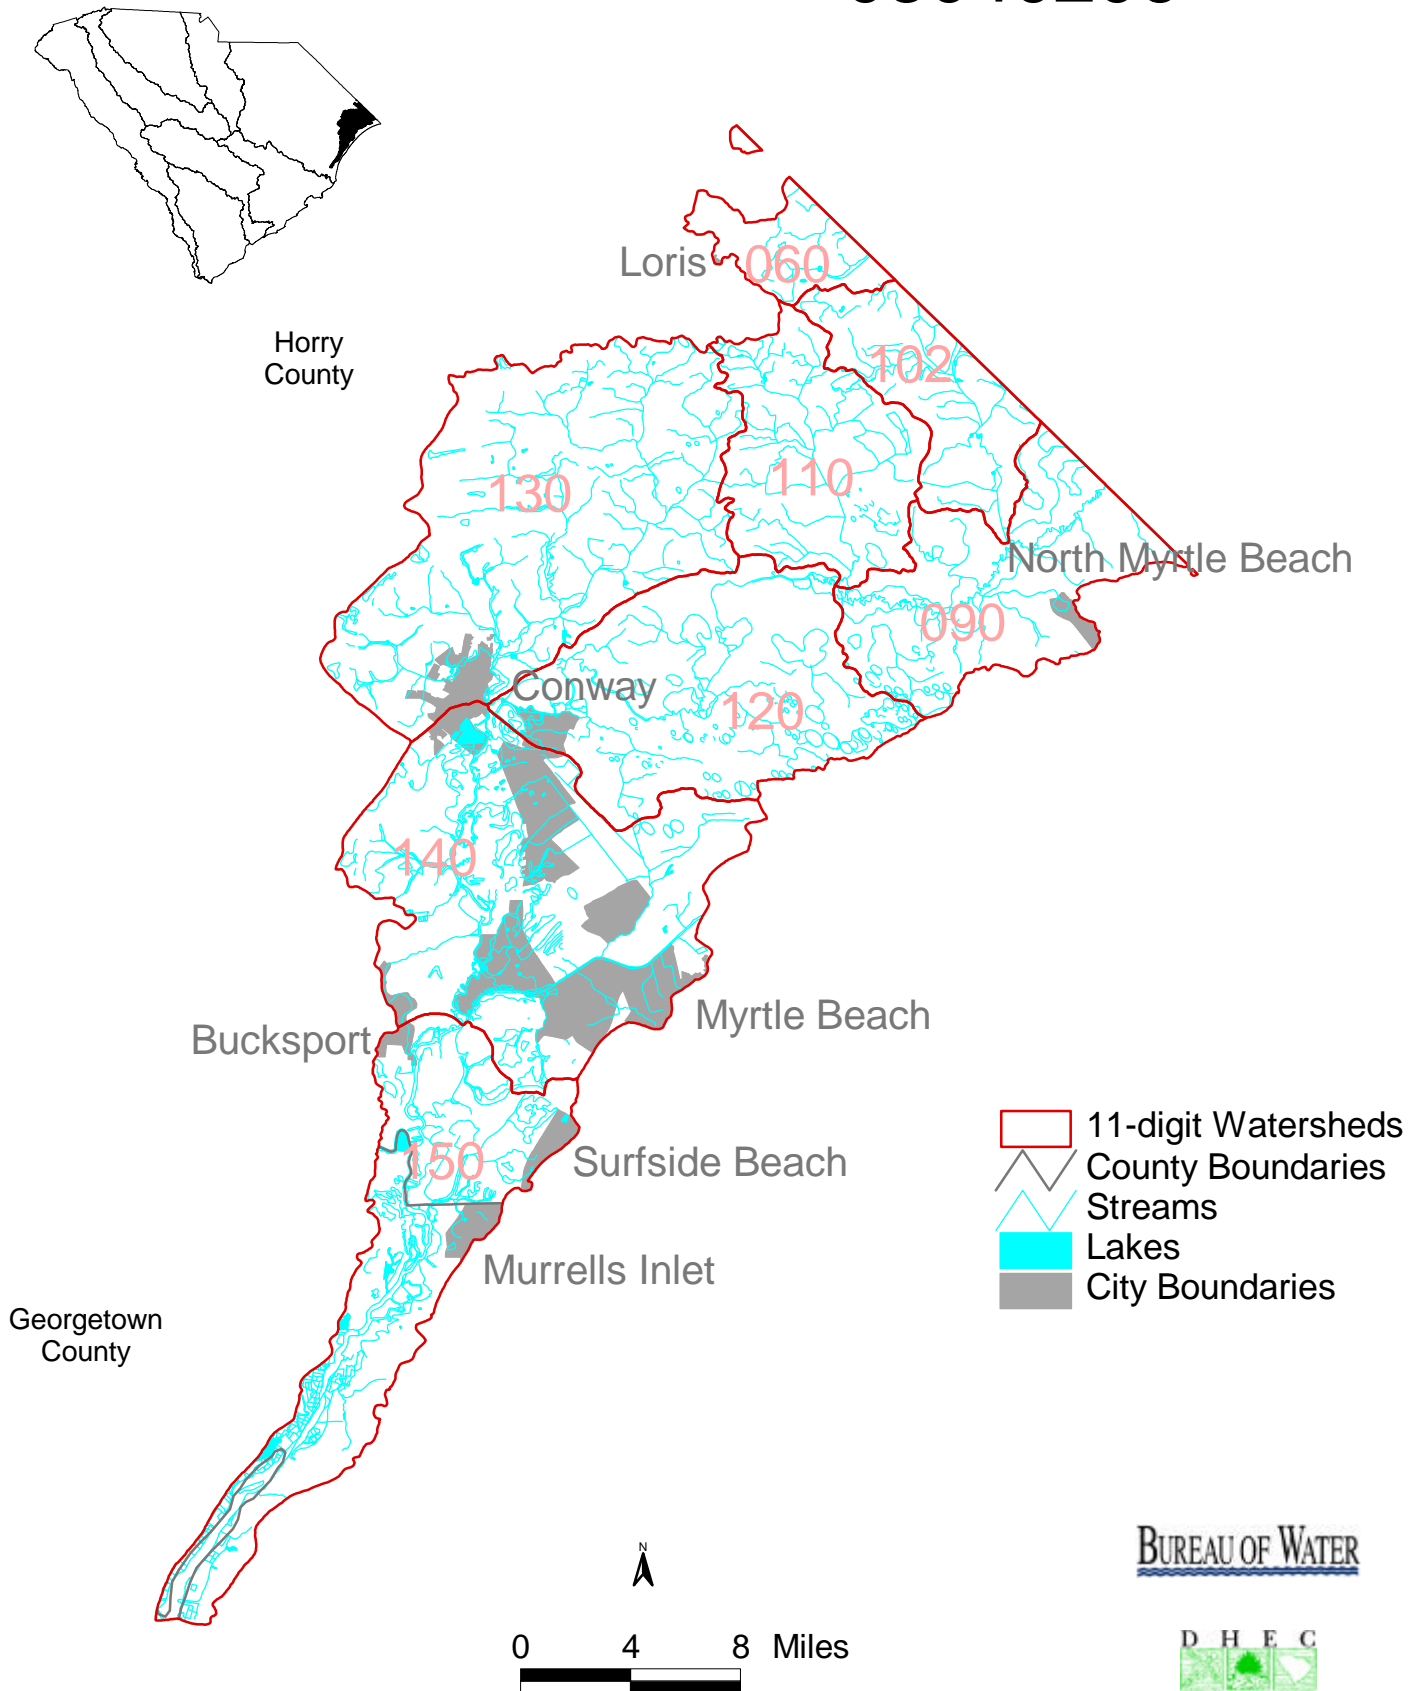 Loris
060
Horry
County
102
130
110
North Myrtle Beach
090
Conway
120
140
Myrtle Beach
Bucksport
11-digit Watersheds
150
Surfside Beach
County Boundaries
Streams
Lakes
Murrells Inlet
City Boundaries
Georgetown
County
BUREAU OF WATER
N
0 4 8 Miles
D H E C